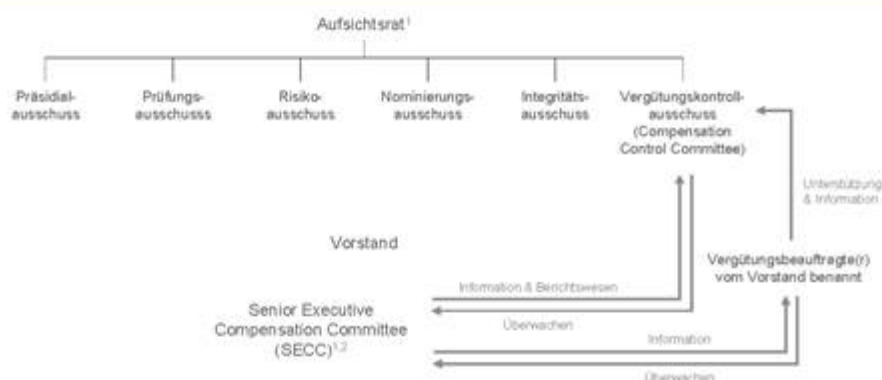 Aufsichtsrat¹
Präsidial-
ausschuss
Prüfungs-
ausschusss
Risiko-
ausschuss
Nominierungs-
ausschuss
Integritäts-
ausschuss
Vergütungskontroll-
ausschuss
(Compensation
Control Committee)
Unterstützung
& Information
Vorstand
Vergütungsbeauftragte(r)
vom Vorstand benannt
Information & Berichtswesen
Senior Executive
Compensation Committee
(SECC)¹,²
Überwachen
Information
Überwachen